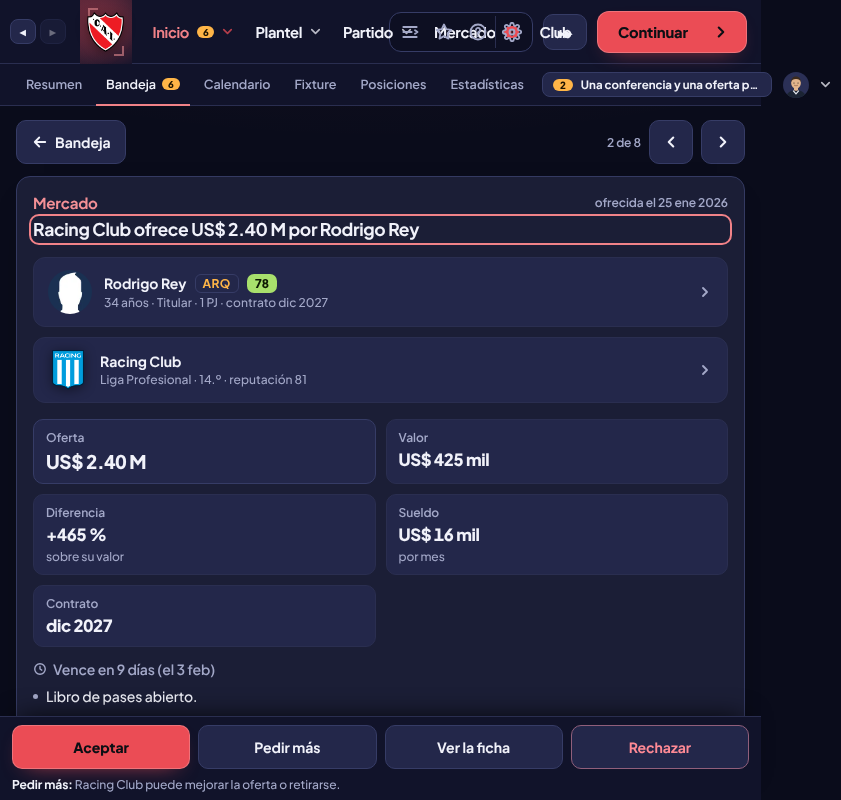 Inicio 6 Plantel Partido Mercado Club Continuar
Resumen Bandeja 6 Calendario Fixture Posiciones Estadísticas 2 Una conferencia y una oferta p...
← Bandeja
2 de 8
Mercado
ofrecida el 25 ene 2026
Racing Club ofrece US$ 2.40 M por Rodrigo Rey
Rodrigo Rey ARQ 78
34 años · Titular · 1 PJ · contrato dic 2027
RACING
Racing Club
Liga Profesional · 14.º · reputación 81
Oferta
US$ 2.40 M
Valor
US$ 425 mil
Diferencia
+465 %
sobre su valor
Sueldo
US$ 16 mil
por mes
Contrato
dic 2027
Vence en 9 días (el 3 feb)
• Libro de pases abierto.
Aceptar Pedir más Ver la ficha Rechazar
Pedir más: Racing Club puede mejorar la oferta o retirarse.